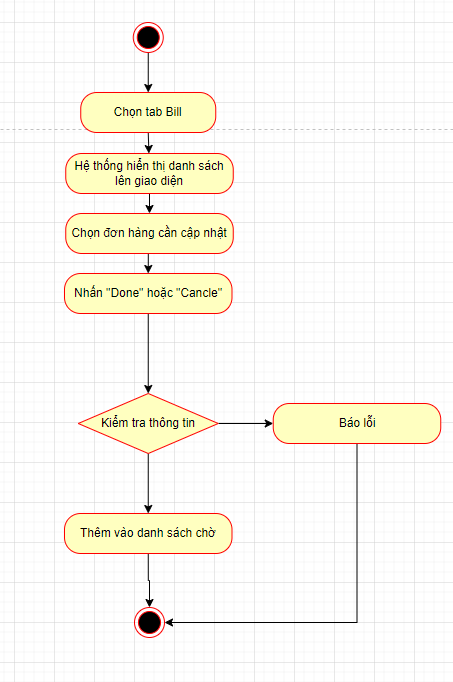 Chọn tab Bill
Hệ thống hiển thị danh sách
lên giao diện
Chọn đơn hàng cần cập nhật
Nhấn "Done" hoặc "Cancle"
Kiểm tra thông tin
Báo lỗi
Thêm vào danh sách chờ